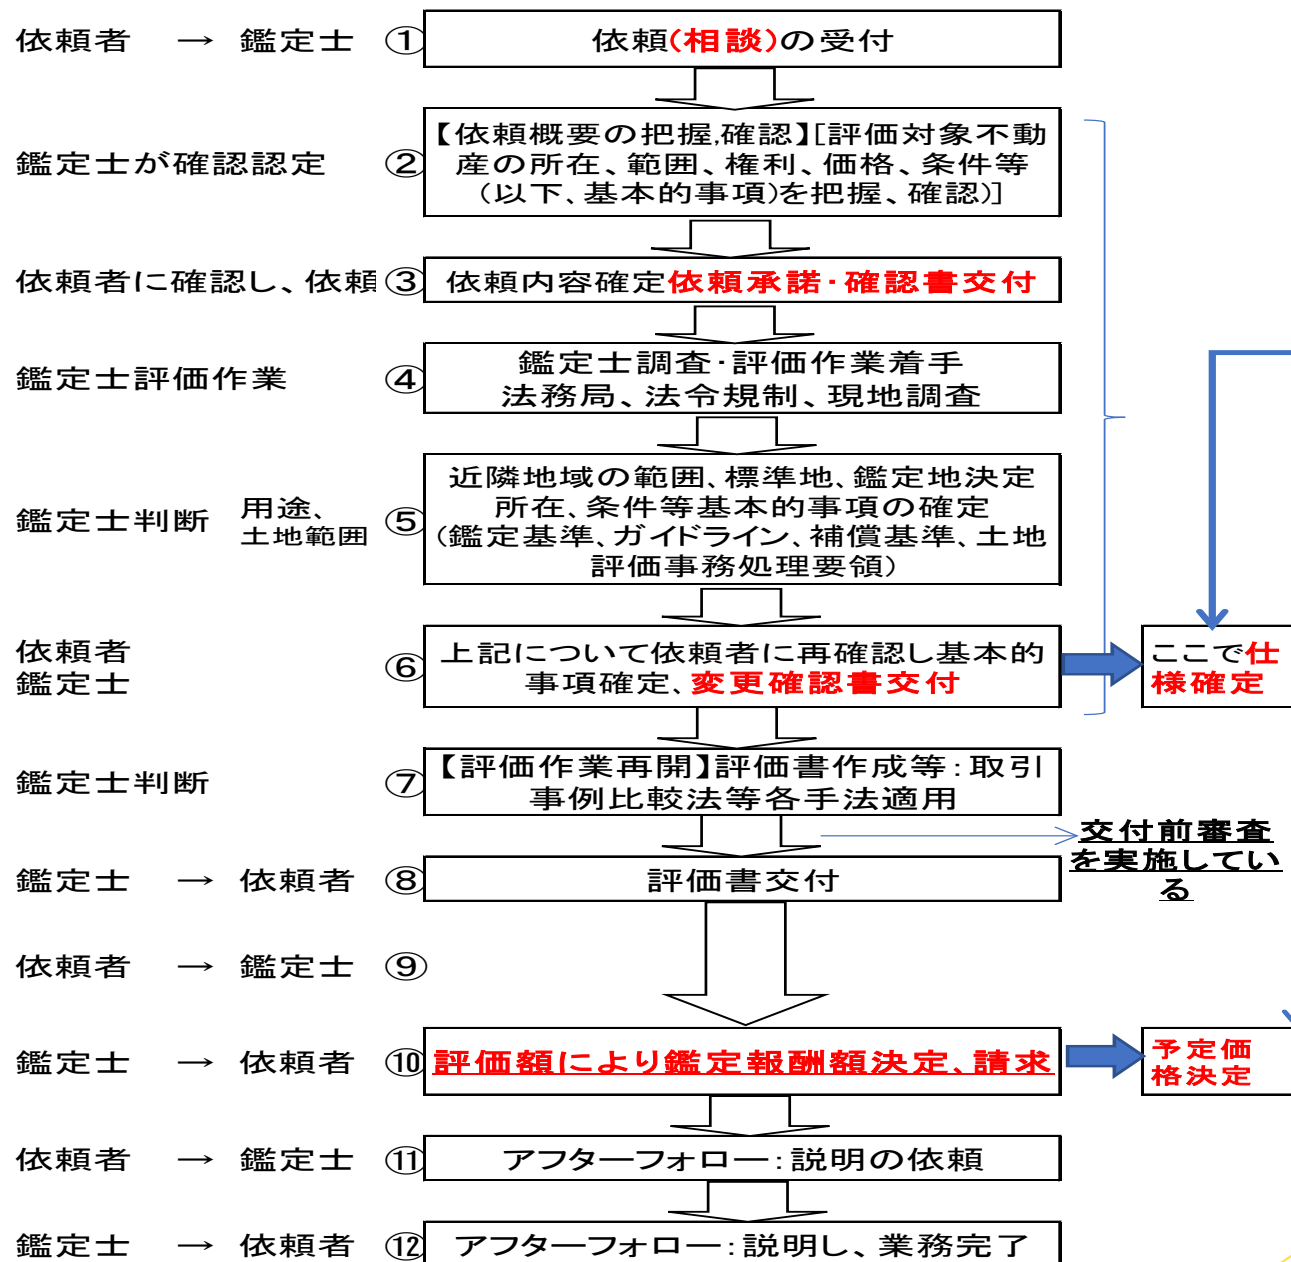 依頼者 → 鑑定士 ① 依頼(相談)の受付
鑑定士が確認認定 ②
【依頼概要の把握,確認】[評価対象不動
産の所在、範囲、権利、価格、条件等
(以下、基本的事項)を把握、確認)]
依頼者に確認し、依頼 ③ 依頼内容確定依頼承諾・確認書交付
鑑定士評価作業 ④
鑑定士調査・評価作業着手
法務局、法令規制、現地調査
鑑定士判断 用途、
土地範囲 ⑤
近隣地域の範囲、標準地、鑑定地決定
所在、条件等基本的事項の確定
(鑑定基準、ガイドライン、補償基準、土地
評価事務処理要領)
依頼者
鑑定士 ⑥
上記について依頼者に再確認し基本的
事項確定、変更確認書交付
ここで仕
様確定
鑑定士判断 ⑦
【評価作業再開】評価書作成等:取引
事例比較法等各手法適用
交付前審査
を実施してい
る
鑑定士 → 依頼者 ⑧ 評価書交付
依頼者 → 鑑定士 ⑨
鑑定士 → 依頼者 ⑩ 評価額により鑑定報酬額決定、請求
予定価
格決定
依頼者 → 鑑定士 ⑪ アフターフォロー:説明の依頼
鑑定士 → 依頼者 ⑫ アフターフォロー:説明し、業務完了